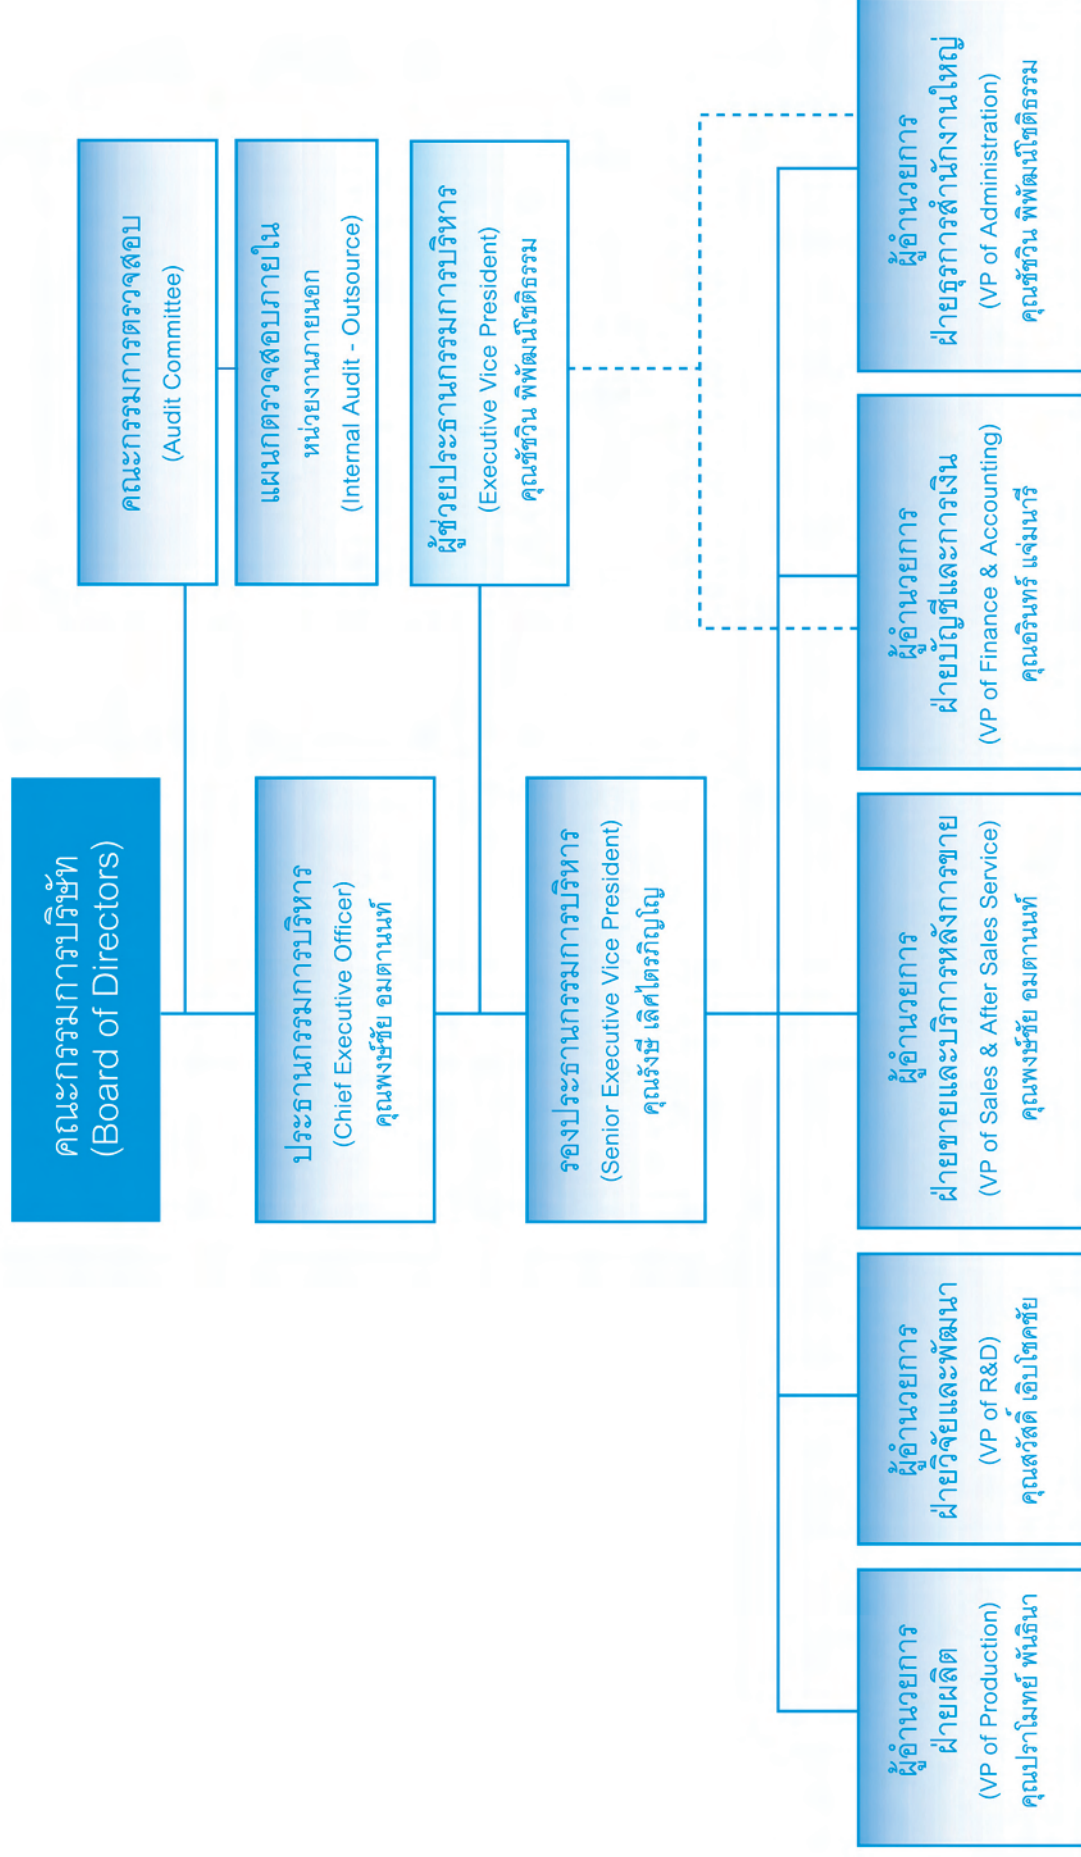 คณะกรรมการบริษัท
(Board of Directors)
คณะกรรมการตรวจสอบ
(Audit Committee)
แผนกตรวจสอบภายใน
หน่วยงานภายนอก
(Internal Audit - Outsource)
ประธานกรรมการบริหาร
(Chief Executive Officer)
คุณพงษ์ชัย อมตานนท์
ผู้ช่วยประธานกรรมการบริหาร
(Executive Vice President)
คุณชัชวิน พิพัฒน์โชติธรรม
รองประธานกรรมการบริหาร
(Senior Executive Vice President)
คุณรังษี เลิศไตรภิญโญ
ผู้อำนวยการ
ฝ่ายผลิต
(VP of Production)
คุณปราโมทย์ พันธินา
ผู้อำนวยการ
ฝ่ายวิจัยและพัฒนา
(VP of R&D)
คุณสวัสดิ์ เอิบโชคชัย
ผู้อำนวยการ
ฝ่ายขายและบริการหลังการขาย
(VP of Sales & After Sales Service)
คุณพงษ์ชัย อมตานนท์
ผู้อำนวยการ
ฝ่ายบัญชีและการเงิน
(VP of Finance & Accounting)
คุณอรินทร์ แจ่มนารี
ผู้อำนวยการ
ฝ่ายธุรการสำนักงานใหญ่
(VP of Administration)
คุณชัชวิน พิพัฒน์โชติธรรม